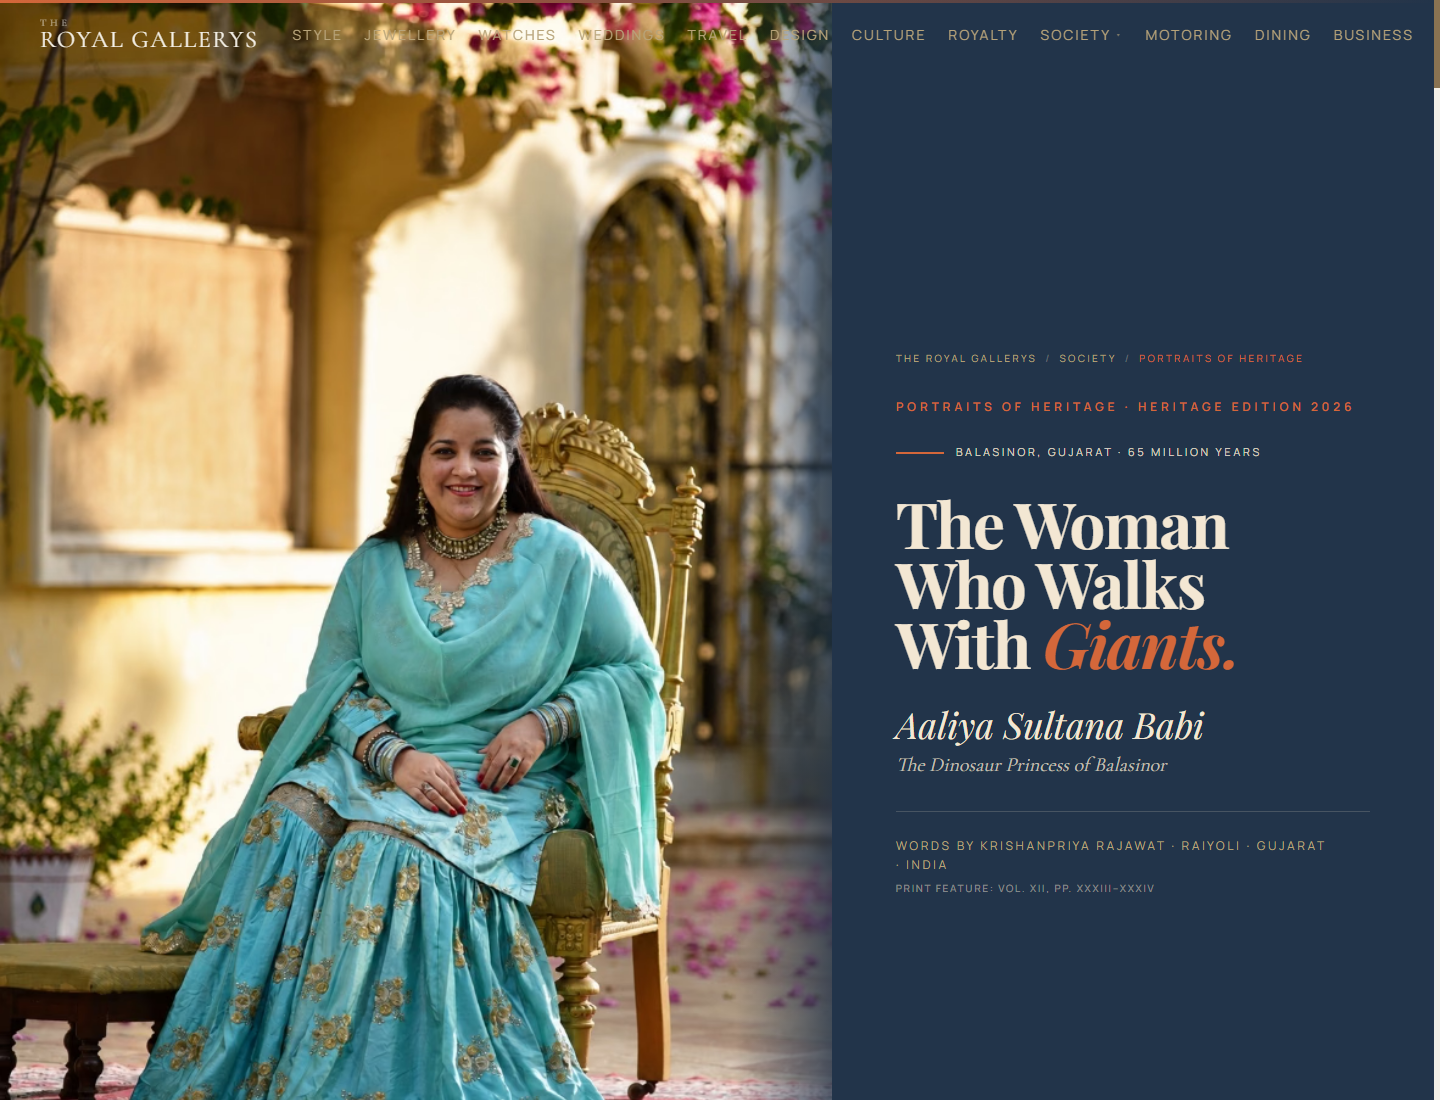 THE
ROYAL GALLERYS
STYLE JEWELLERY WATCHES WEDDINGS TRAVEL DESIGN CULTURE ROYALTY SOCIETY · MOTORING DINING BUSINESS
THE ROYAL GALLERYS / SOCIETY / PORTRAITS OF HERITAGE
PORTRAITS OF HERITAGE · HERITAGE EDITION 2026
BALASINOR, GUJARAT · 65 MILLION YEARS
The Woman
Who Walks
With Giants.
Aaliya Sultana Babi
The Dinosaur Princess of Balasinor
WORDS BY KRISHANPRIYA RAJAWAT · RAIYOLI · GUJARAT
· INDIA
PRINT FEATURE: VOL. XII, PP. XXXIII–XXXIV